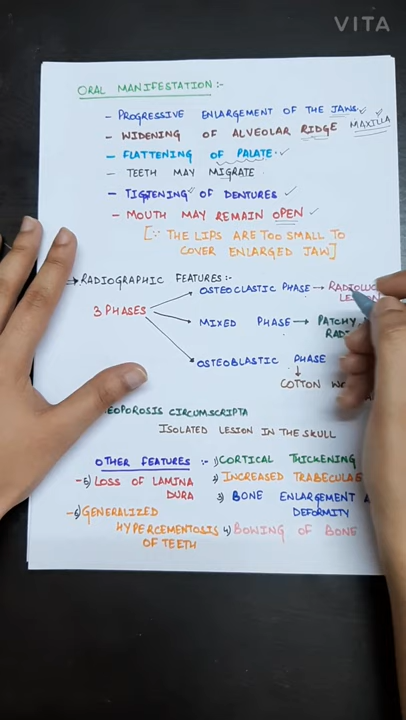 VITA
ORAL MANIFESTATION :-
- PROGRESSIVE ENLARGEMENT OF THE JAWS
- WIDENING OF ALVEOLAR RIDGE MAXILLA
- FLATTENING OF PALATE
- TEETH MAY MIGRATE
- TIGTENING OF DENTURES
- MOUTH MAY REMAIN OPEN
[∵ THE LIPS ARE TOO SMALL TO
COVER ENLARGED JAW]
→ RADIOGRAPHIC FEATURES :-
3 PHASES
OSTEOCLASTIC PHASE →
MIXED PHASE → PATCHY
OSTEOBLASTIC PHASE
↓
COTTON
CIRCUMSCRIPTA
ISOLATED LESION IN THE SKULL
OTHER FEATURES :- 1) CORTICAL THICKENING
2) INCREASED
3) BONE ENLARGEMENT
DEFORMITY
4) BOWING OF BONE
- 5) LOSS OF LAMINA
DURA
- 6) GENERALIZED
HYPERCEMENTOSIS
OF TEETH